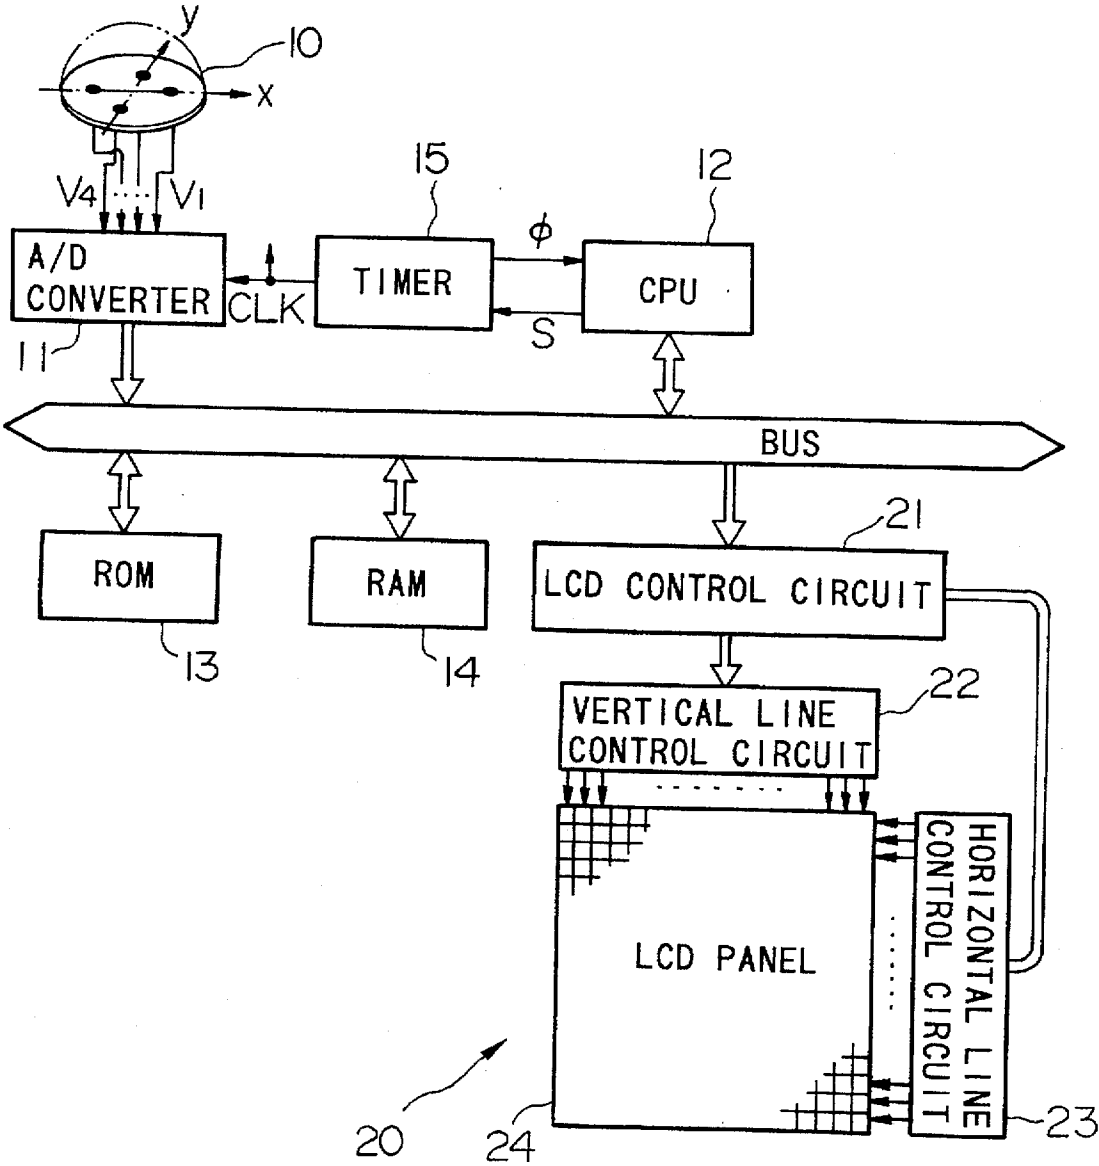 y
10
x
V4
V1
A/D
CONVERTER
11
CLK
15
TIMER
φ
S
12
CPU
BUS
ROM
13
RAM
14
21
LCD CONTROL CIRCUIT
22
VERTICAL LINE
CONTROL CIRCUIT
LCD PANEL
HORIZONTAL LINE
CONTROL CIRCUIT
23
20
24